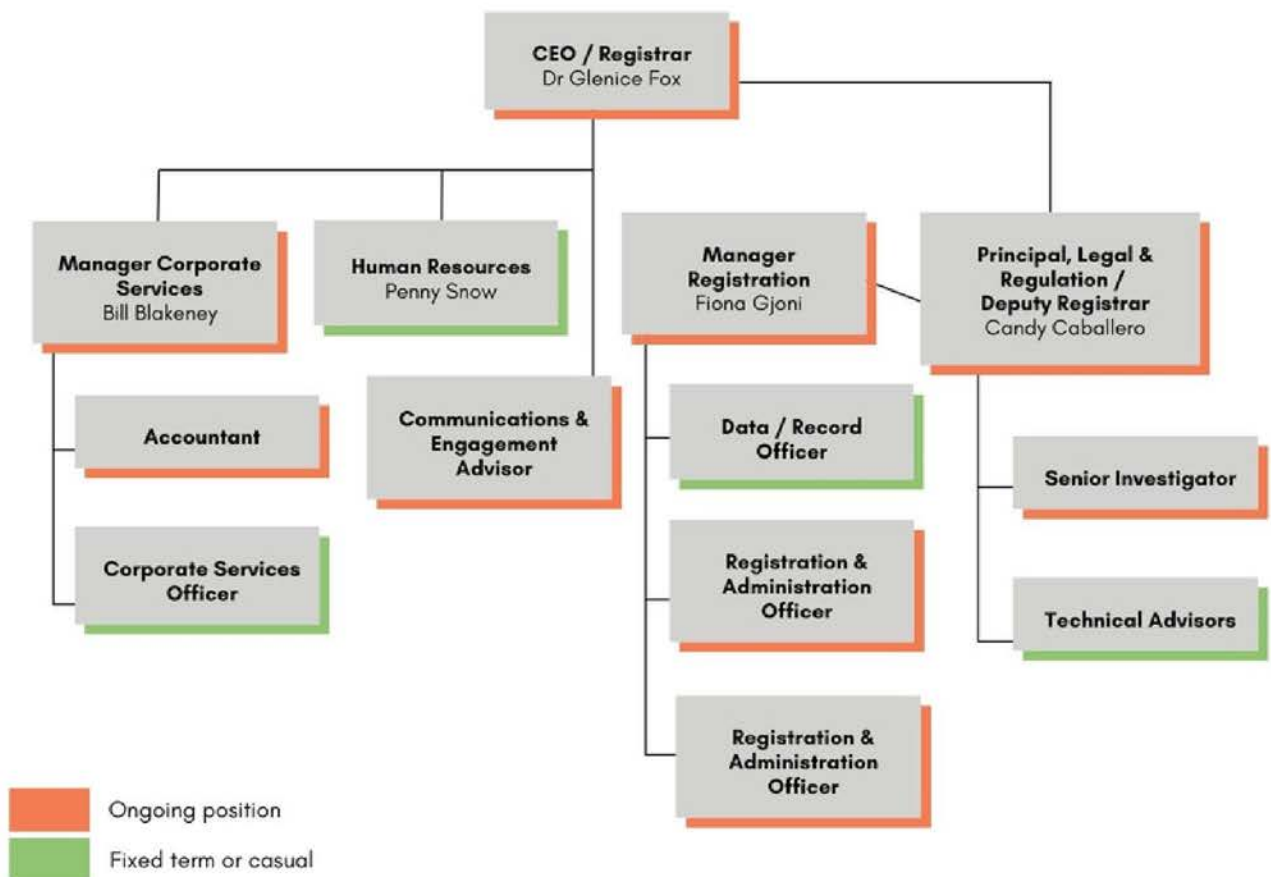 CEO / Registrar
Dr Glenice Fox
Manager Corporate
Services
Bill Blakeney
Human Resources
Penny Snow
Manager
Registration
Fiona Gjoni
Principal, Legal &
Regulation /
Deputy Registrar
Candy Caballero
Accountant
Communications &
Engagement
Advisor
Data / Record
Officer
Senior Investigator
Corporate Services
Officer
Registration &
Administration
Officer
Technical Advisors
Registration &
Administration
Officer
Ongoing position
Fixed term or casual